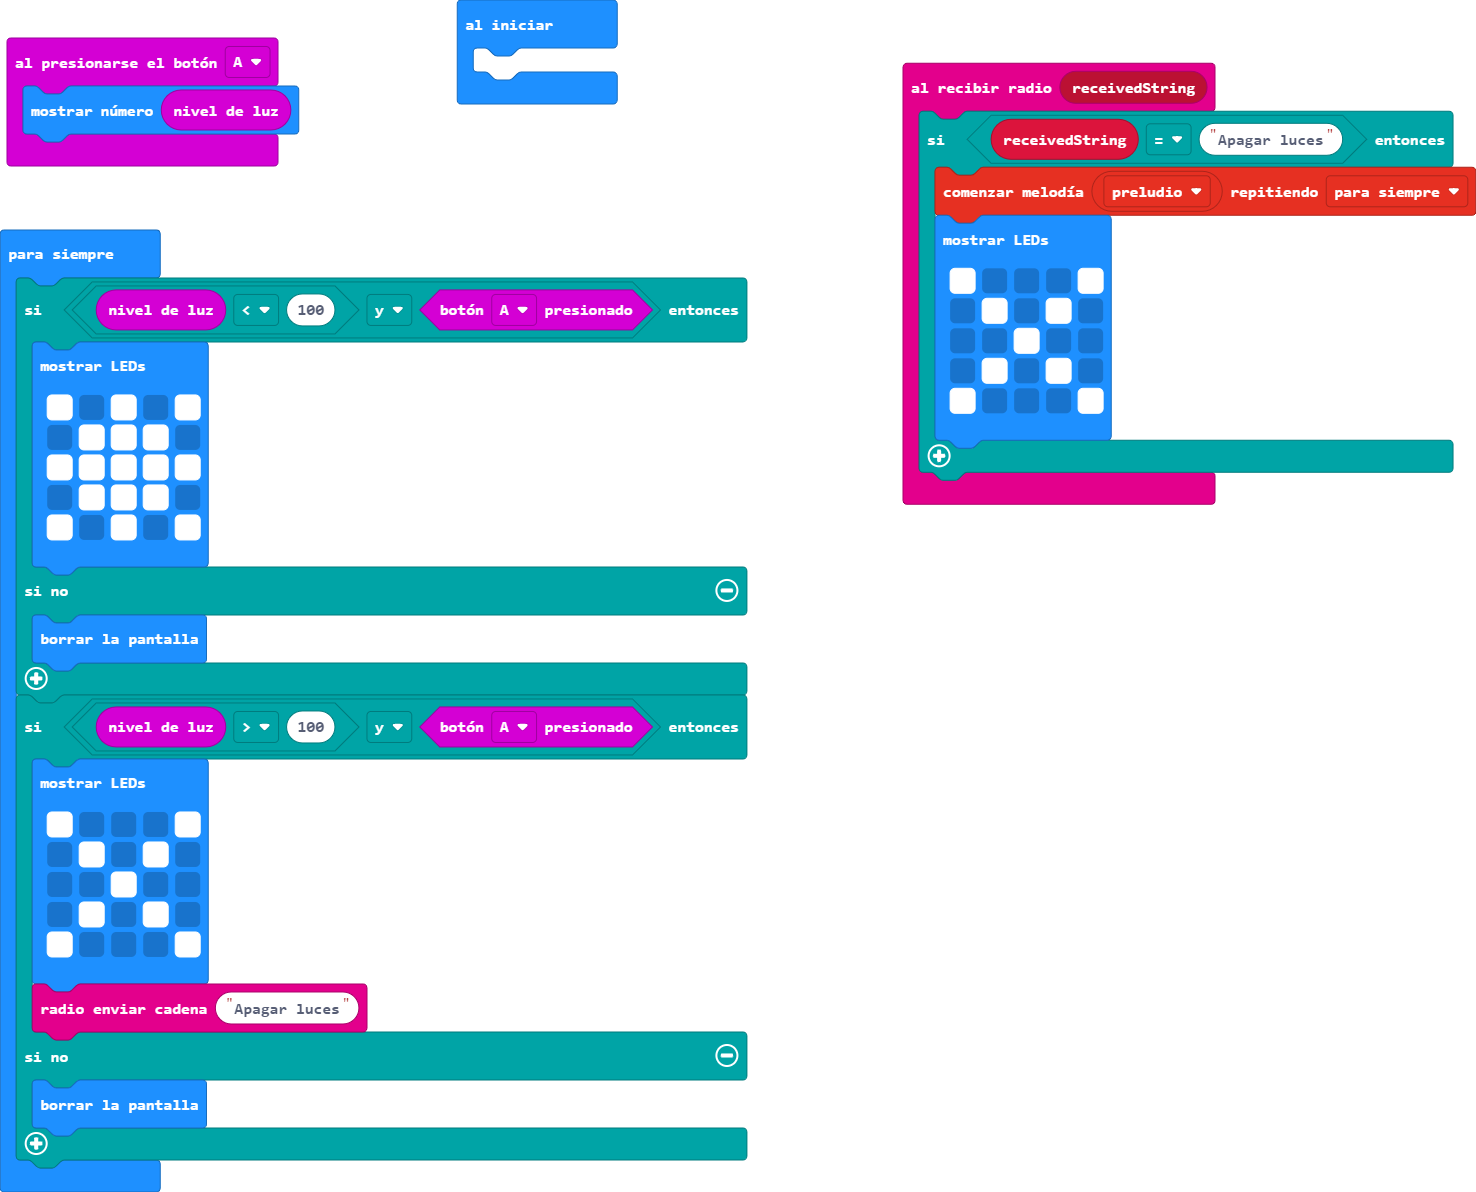 al presionarse el botón A
mostrar número nivel de luz
al iniciar
para siempre
si nivel de luz < 100 y botón A presionado entonces
mostrar LEDs
si no
borrar la pantalla
si nivel de luz > 100 y botón A presionado entonces
mostrar LEDs
radio enviar cadena "Apagar luces"
si no
borrar la pantalla
al recibir radio receivedString
si receivedString = "Apagar luces" entonces
comenzar melodía preludio repitiendo para siempre
mostrar LEDs